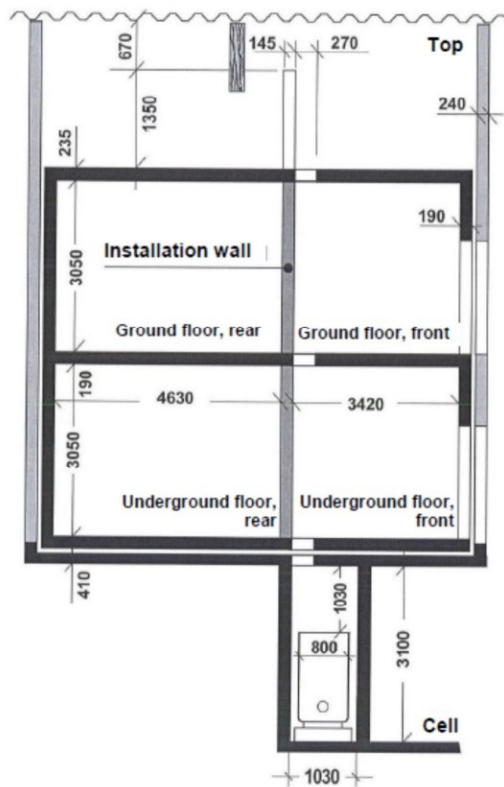 670
145
270
Top
240
1350
235
190
Installation wall
3050
Ground floor, rear
Ground floor, front
190
4630
3420
3050
Underground floor,
rear
Underground floor,
front
410
1030
3100
800
Cell
1030